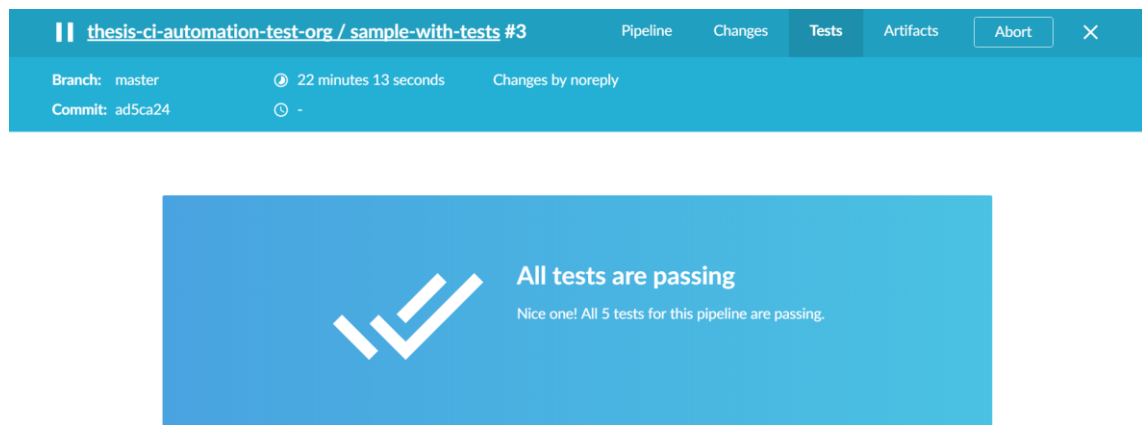 thesis-ci-automation-test-org / sample-with-tests #3 Pipeline Changes Tests Artifacts Abort
Branch: master 22 minutes 13 seconds Changes by noreply
Commit: ad5ca24 -
All tests are passing
Nice one! All 5 tests for this pipeline are passing.